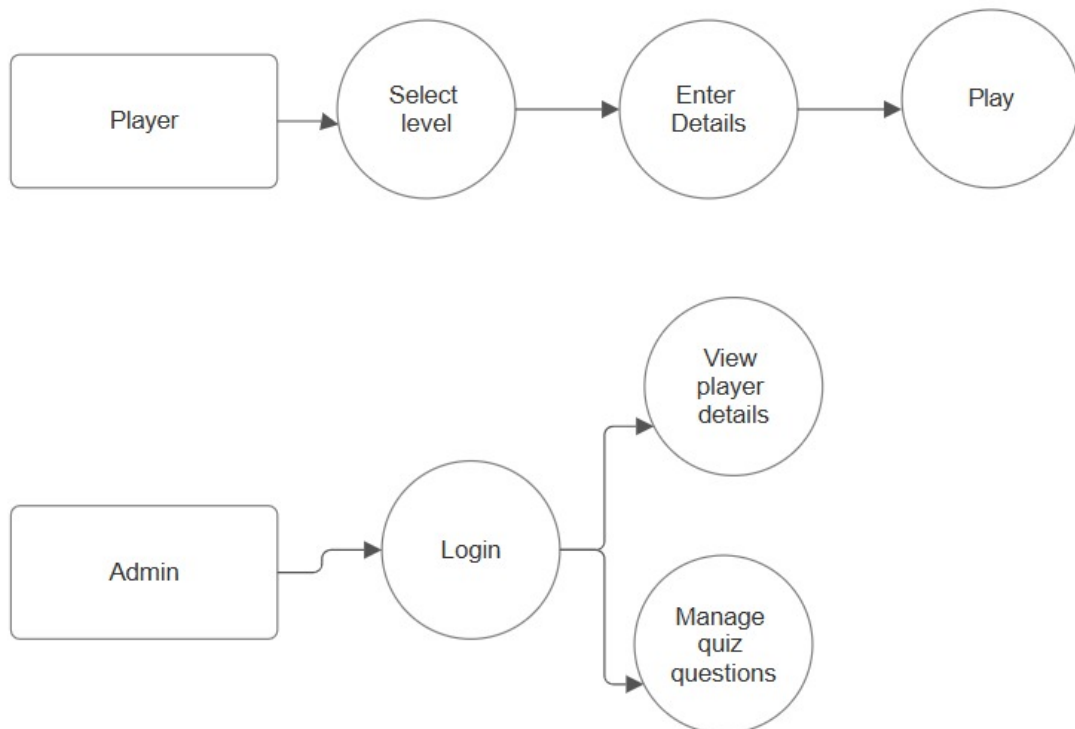 Player
Select
level
Enter
Details
Play
View
player
details
Admin
Login
Manage
quiz
questions